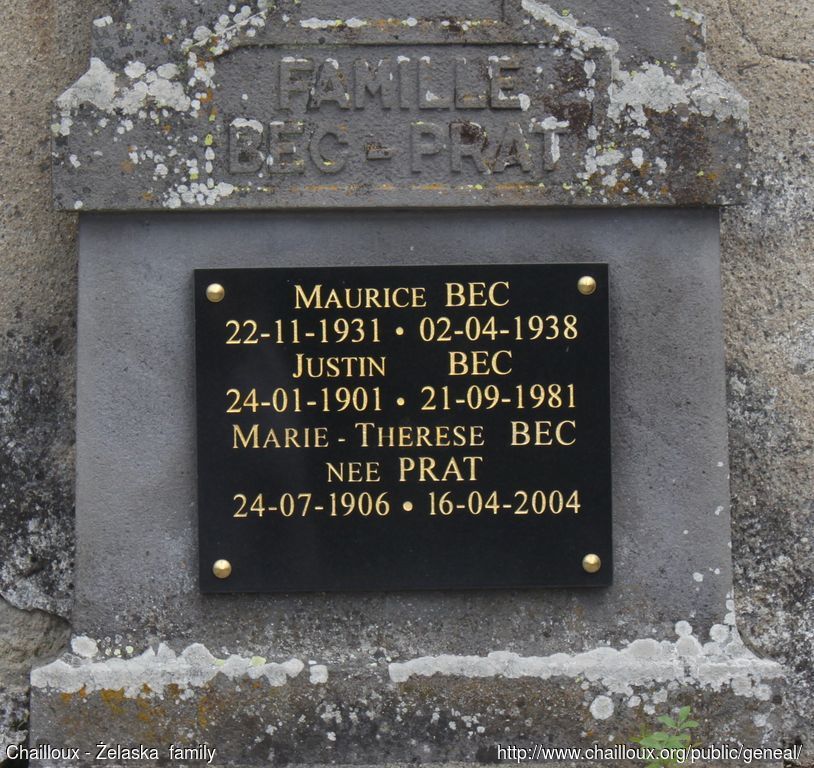 FAMILLE
BEC - PRAT
MAURICE BEC
22-11-1931 • 02-04-1938
JUSTIN BEC
24-01-1901 • 21-09-1981
MARIE - THERESE BEC
NEE PRAT
24-07-1906 • 16-04-2004
Chailloux - Żelaska family
http://www.chailloux.org/public/geneal/